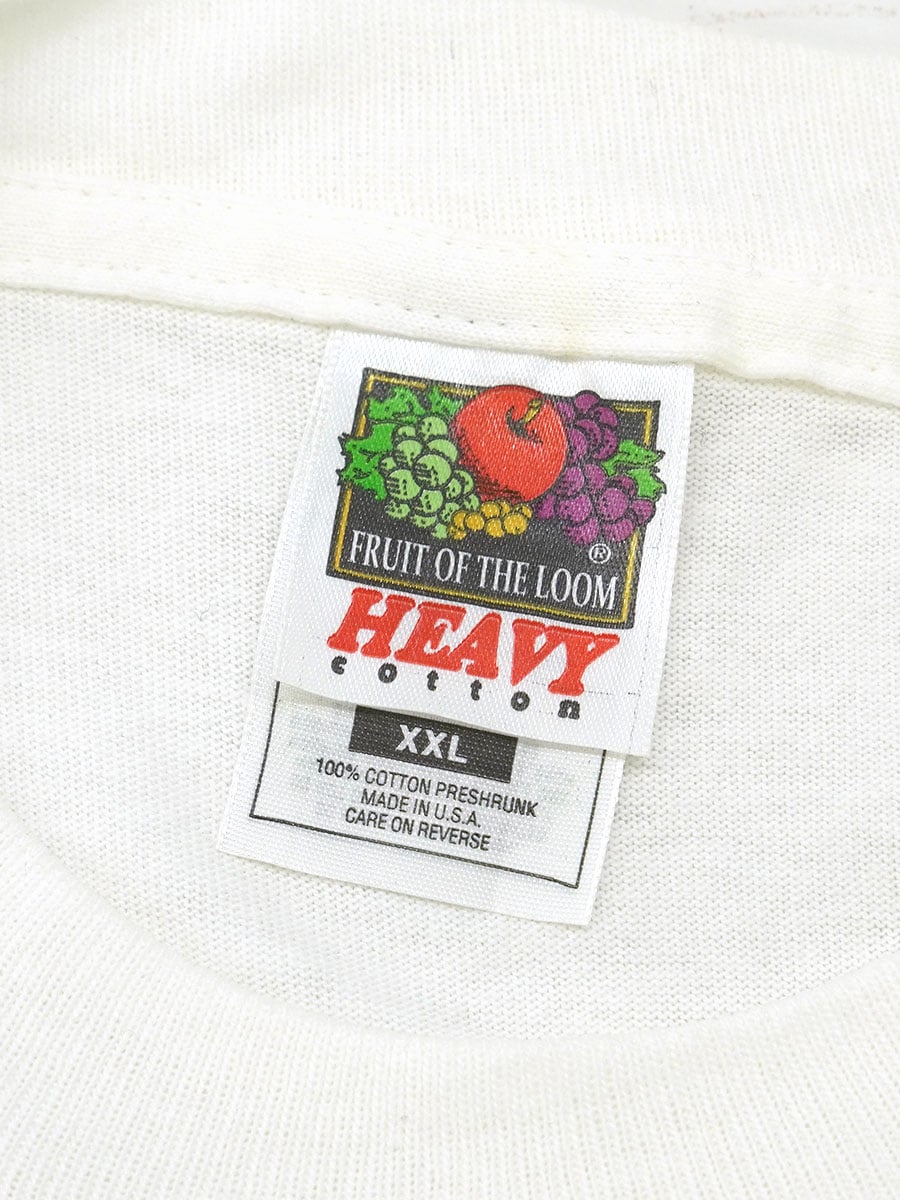 FRUIT OF THE LOOM ®
HEAVY
cotton
XXL
100% COTTON PRESHRUNK
MADE IN U.S.A.
CARE ON REVERSE